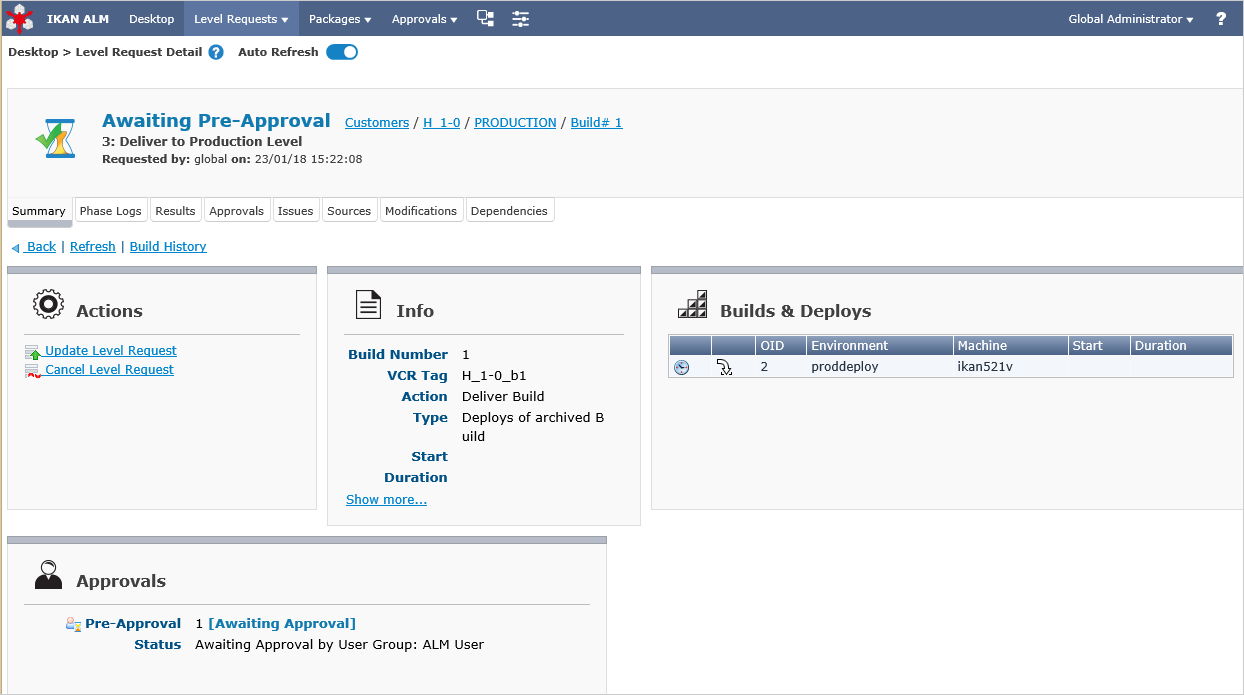 IKAN ALM Desktop Level Requests Packages Approvals Global Administrator ?
Desktop > Level Request Detail ? Auto Refresh
Awaiting Pre-Approval Customers / H_1-0 / PRODUCTION / Build# 1
3: Deliver to Production Level
Requested by: global on: 23/01/18 15:22:08
Summary Phase Logs Results Approvals Issues Sources Modifications Dependencies
Back | Refresh | Build History
Actions
Update Level Request
Cancel Level Request
Info
Build Number 1
VCR Tag H_1-0_b1
Action Deliver Build
Type Deploys of archived B
uild
Start
Duration
Show more...
Builds & Deploys
OID Environment Machine Start Duration
2 proddeploy ikan521v
Approvals
Pre-Approval 1 [Awaiting Approval]
Status Awaiting Approval by User Group: ALM User